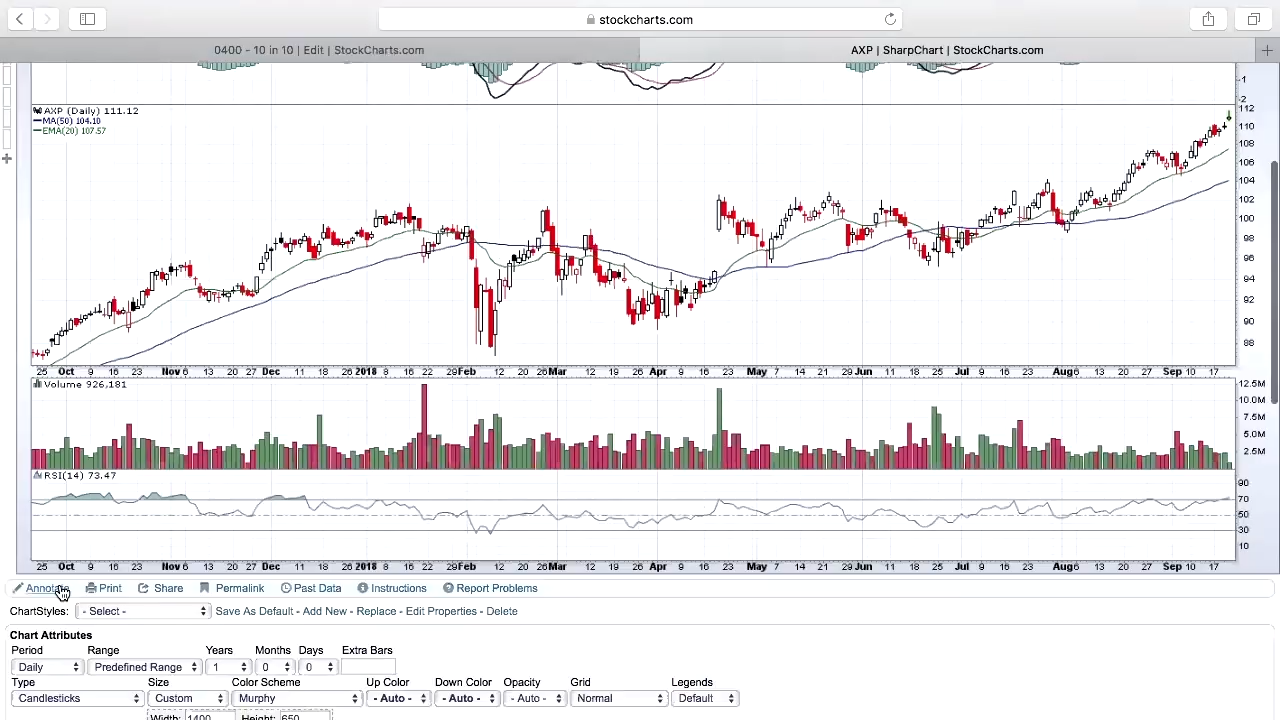 stockcharts.com
0400 - 10 in 10 | Edit | StockCharts.com
AXP | SharpChart | StockCharts.com
-1
-2
AXP (Daily) 111.12
MA(50) 104.10
EMA(20) 107.57
112
110
108
106
104
102
100
98
96
94
92
90
88
25 Oct 9 16 23 Nov 6 13 20 27 Dec 11 18 2018 8 16 22 29 Feb 12 20 26 Mar 12 19 26 Apr 9 16 23 May 7 14 21 29 Jun 11 18 25 Jul 9 16 23 Aug 6 13 20 27 Sep 10 17
Volume 926,181
12.5M
10.0M
7.5M
5.0M
2.5M
RSI(14) 73.47
90
70
50
30
10
25 Oct 9 16 23 Nov 6 13 20 27 Dec 11 18 2018 8 16 22 29 Feb 12 20 26 Mar 12 19 26 Apr 9 16 23 May 7 14 21 29 Jun 11 18 25 Jul 9 16 23 Aug 6 13 20 27 Sep 10 17
Annotate Print Share Permalink Past Data Instructions Report Problems
ChartStyles: - Select - Save As Default - Add New - Replace - Edit Properties - Delete
Chart Attributes
Period Range Years Months Days Extra Bars
Daily Predefined Range 1 0 0
Type Size Color Scheme Up Color Down Color Opacity Grid Legends
Candlesticks Custom Murphy - Auto - - Auto - - Auto - Normal Default
Width: 1400 Height: 650